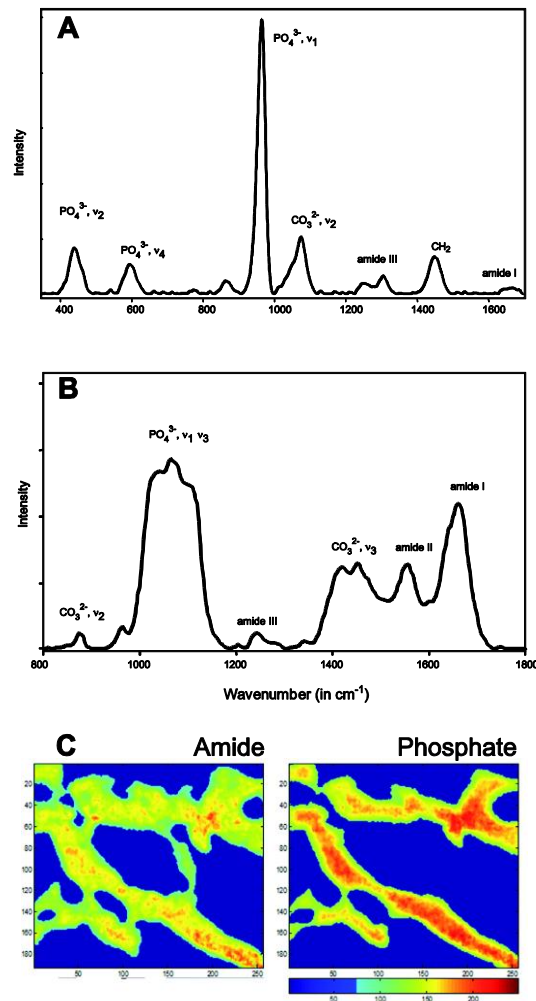 A
PO₄³⁻, ν₁
PO₄³⁻, ν₂
PO₄³⁻, ν₄
CO₃²⁻, ν₂
amide III
CH₂
amide I
Intensity
400 600 800 1000 1200 1400 1600
B
PO₄³⁻, ν₁ ν₃
amide I
CO₃²⁻, ν₃
amide II
CO₃²⁻, ν₂
amide III
Intensity
800 1000 1200 1400 1600 1800
Wavenumber (in cm⁻¹)
C Amide Phosphate
20 20
40 40
60 60
80 80
100 100
120 120
140 140
160 160
180 180
50 100 150 200 250
50 100 150 200 250
50 100 150 200